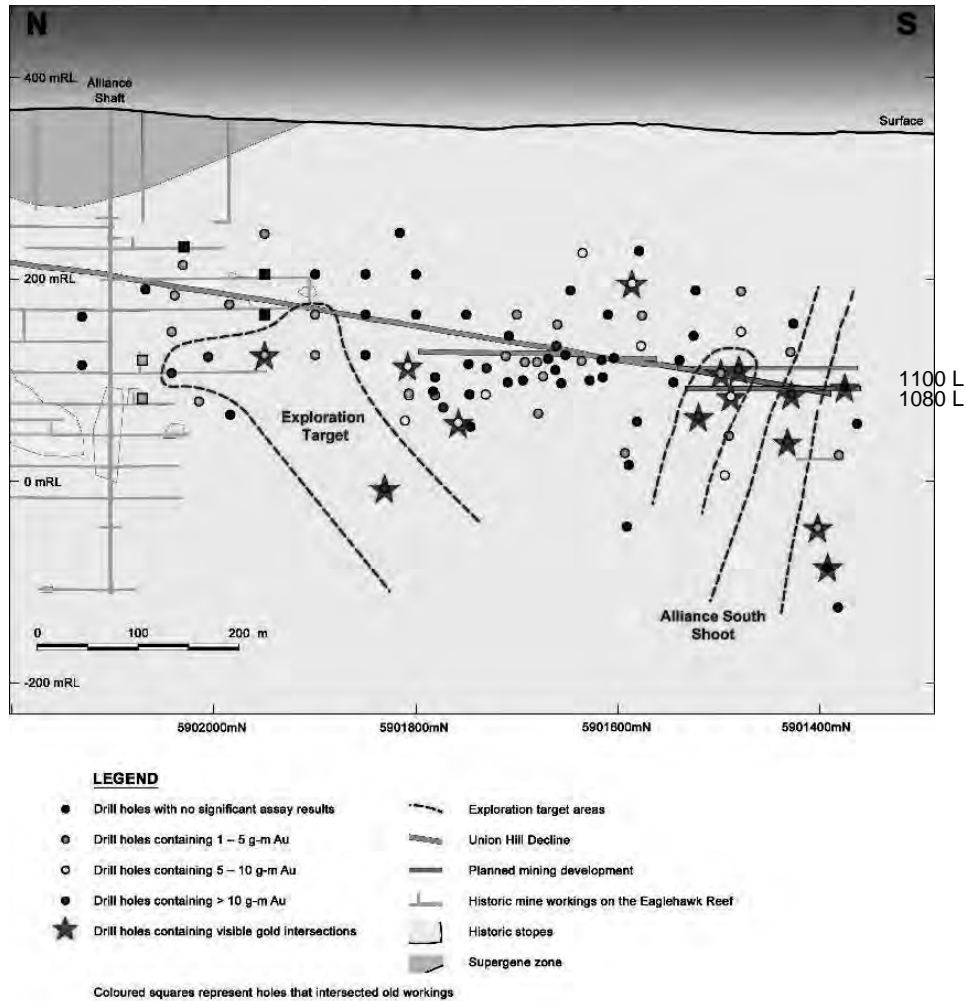 N
S
400 mRL
Alliance
Shaft
Surface
200 mRL
1100 L
1080 L
Exploration
Target
0 mRL
Alliance South
Shoot
0 100 200 m
-200 mRL
5902000mN 5901800mN 5901600mN 5901400mN
LEGEND
Drill holes with no significant assay results
Drill holes containing 1 – 5 g-m Au
Drill holes containing 5 – 10 g-m Au
Drill holes containing > 10 g-m Au
Drill holes containing visible gold intersections
Exploration target areas
Union Hill Decline
Planned mining development
Historic mine workings on the Eaglehawk Reef
Historic stopes
Supergene zone
Coloured squares represent holes that intersected old workings